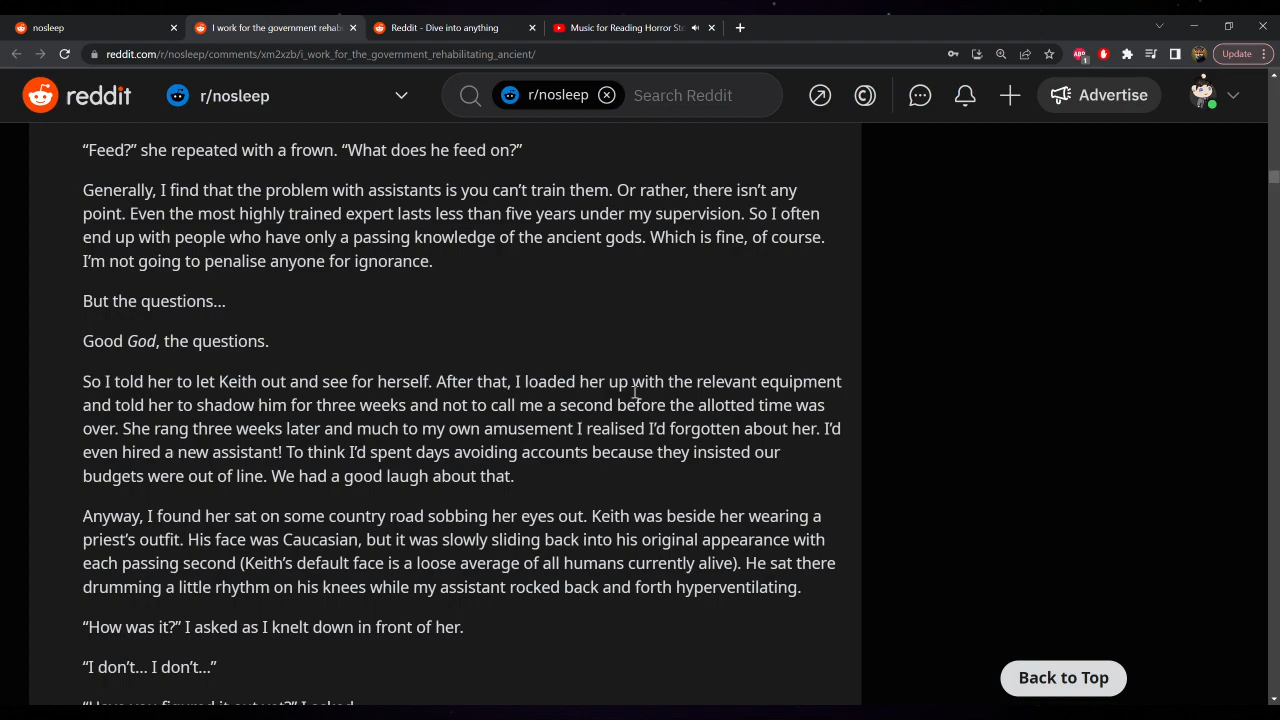 nosleep
I work for the government rehab
Reddit - Dive into anything
Music for Reading Horror Sto
reddit.com/r/nosleep/comments/xm2xzb/i_work_for_the_government_rehabilitating_ancient/
Update
reddit
r/nosleep
r/nosleep
Search Reddit
Advertise
“Feed?” she repeated with a frown. “What does he feed on?”
Generally, I find that the problem with assistants is you can’t train them. Or rather, there isn’t any
point. Even the most highly trained expert lasts less than five years under my supervision. So I often
end up with people who have only a passing knowledge of the ancient gods. Which is fine, of course.
I’m not going to penalise anyone for ignorance.
But the questions...
Good God, the questions.
So I told her to let Keith out and see for herself. After that, I loaded her up with the relevant equipment
and told her to shadow him for three weeks and not to call me a second before the allotted time was
over. She rang three weeks later and much to my own amusement I realised I’d forgotten about her. I’d
even hired a new assistant! To think I’d spent days avoiding accounts because they insisted our
budgets were out of line. We had a good laugh about that.
Anyway, I found her sat on some country road sobbing her eyes out. Keith was beside her wearing a
priest’s outfit. His face was Caucasian, but it was slowly sliding back into his original appearance with
each passing second (Keith’s default face is a loose average of all humans currently alive). He sat there
drumming a little rhythm on his knees while my assistant rocked back and forth hyperventilating.
“How was it?” I asked as I knelt down in front of her.
“I don’t... I don’t...”
“Have you figured it out yet?” I asked
Back to Top